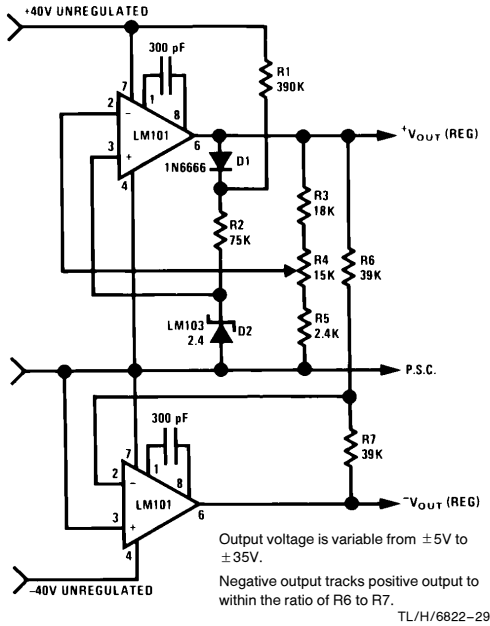 +40V UNREGULATED
300 pF
R1
390K
7
1
8
2
−
LM101
6
+VOUT (REG)
3
+
1N6666
D1
4
R2
75K
R3
18K
R4
15K
R6
39K
LM103
2.4
D2
R5
2.4K
P.S.C.
300 pF
7
1
8
2
−
LM101
6
R7
39K
−VOUT (REG)
3
+
4
−40V UNREGULATED
Output voltage is variable from ±5V to
±35V.
Negative output tracks positive output to
within the ratio of R6 to R7.
TL/H/6822–29